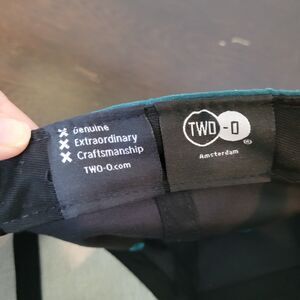 Genuine
Extraordinary
Craftsmanship
TWO-O.com
TWO-O
®
Amsterdam